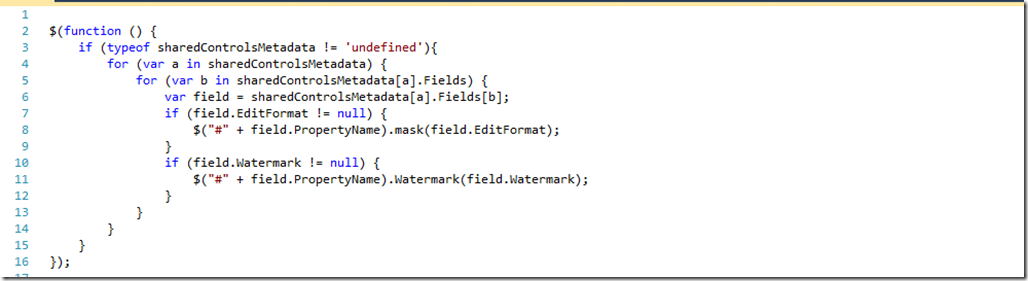 1
2 $(function () {
3     if (typeof sharedControlsMetadata != 'undefined'){
4         for (var a in sharedControlsMetadata) {
5             for (var b in sharedControlsMetadata[a].Fields) {
6                 var field = sharedControlsMetadata[a].Fields[b];
7                 if (field.EditFormat != null) {
8                     $("#" + field.PropertyName).mask(field.EditFormat);
9                 }
10                 if (field.Watermark != null) {
11                     $("#" + field.PropertyName).Watermark(field.Watermark);
12                 }
13             }
14         }
15     }
16 });